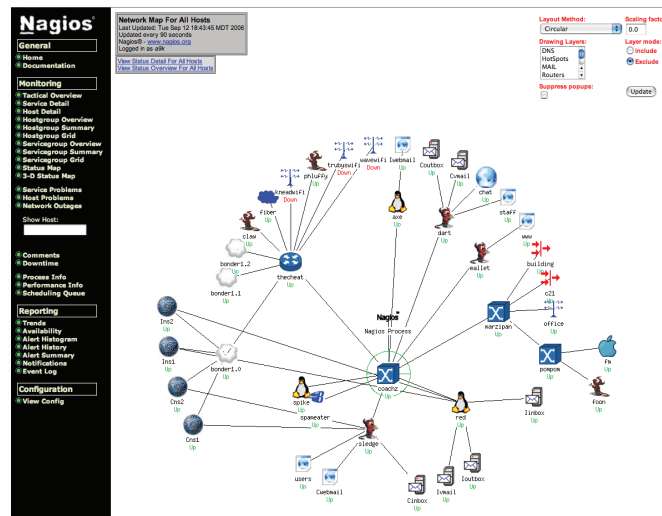 Nagios®
General
Home
Documentation
Monitoring
Tactical Overview
Service Detail
Host Detail
Hostgroup Overview
Hostgroup Summary
Hostgroup Grid
Servicegroup Overview
Servicegroup Summary
Servicegroup Grid
Status Map
3-D Status Map
Service Problems
Host Problems
Network Outages
Show Host:
Comments
Downtime
Process Info
Performance Info
Scheduling Queue
Reporting
Trends
Availability
Alert Histogram
Alert History
Alert Summary
Notifications
Event Log
Configuration
View Config
Network Map For All Hosts
Last Updated: Tue Sep 12 18:43:45 MDT 2006
Updated every 90 seconds
Nagios® - www.nagios.org
Logged in as a9k
View Status Detail For All Hosts
View Status Overview For All Hosts
Layout Method:
Circular
Scaling facto
0.0
Drawing Layers:
DNS
HotSpots
MAIL
Routers
Layer mode:
Include
Exclude
Suppress popups:
Update
trubyswifi
Down
wavewifi
Down
Iwebmail
Up
Coutbox
Up
Cvmail
Up
phluffy
Up
chat
Up
kneadwifi
Down
fiber
Up
axe
Up
staff
Up
claw
Up
dart
Up
www
Up
bonder1.2
Up
mallet
Up
building
Up
thecheat
Up
bonder1.1
Up
c21
Up
Ins2
Up
Nagios
Nagios Process
marzipan
Up
office
Up
Ins1
Up
bonder1.0
Up
pompom
Up
fm
Up
coachz
Up
foon
Up
Cns2
Up
spike
Up
spameater
Up
red
Up
Iinbox
Up
Cns1
Up
sledge
Up
users
Up
Cwebmail
Up
Cinbox
Up
Ivmail
Up
Ioutbox
Up